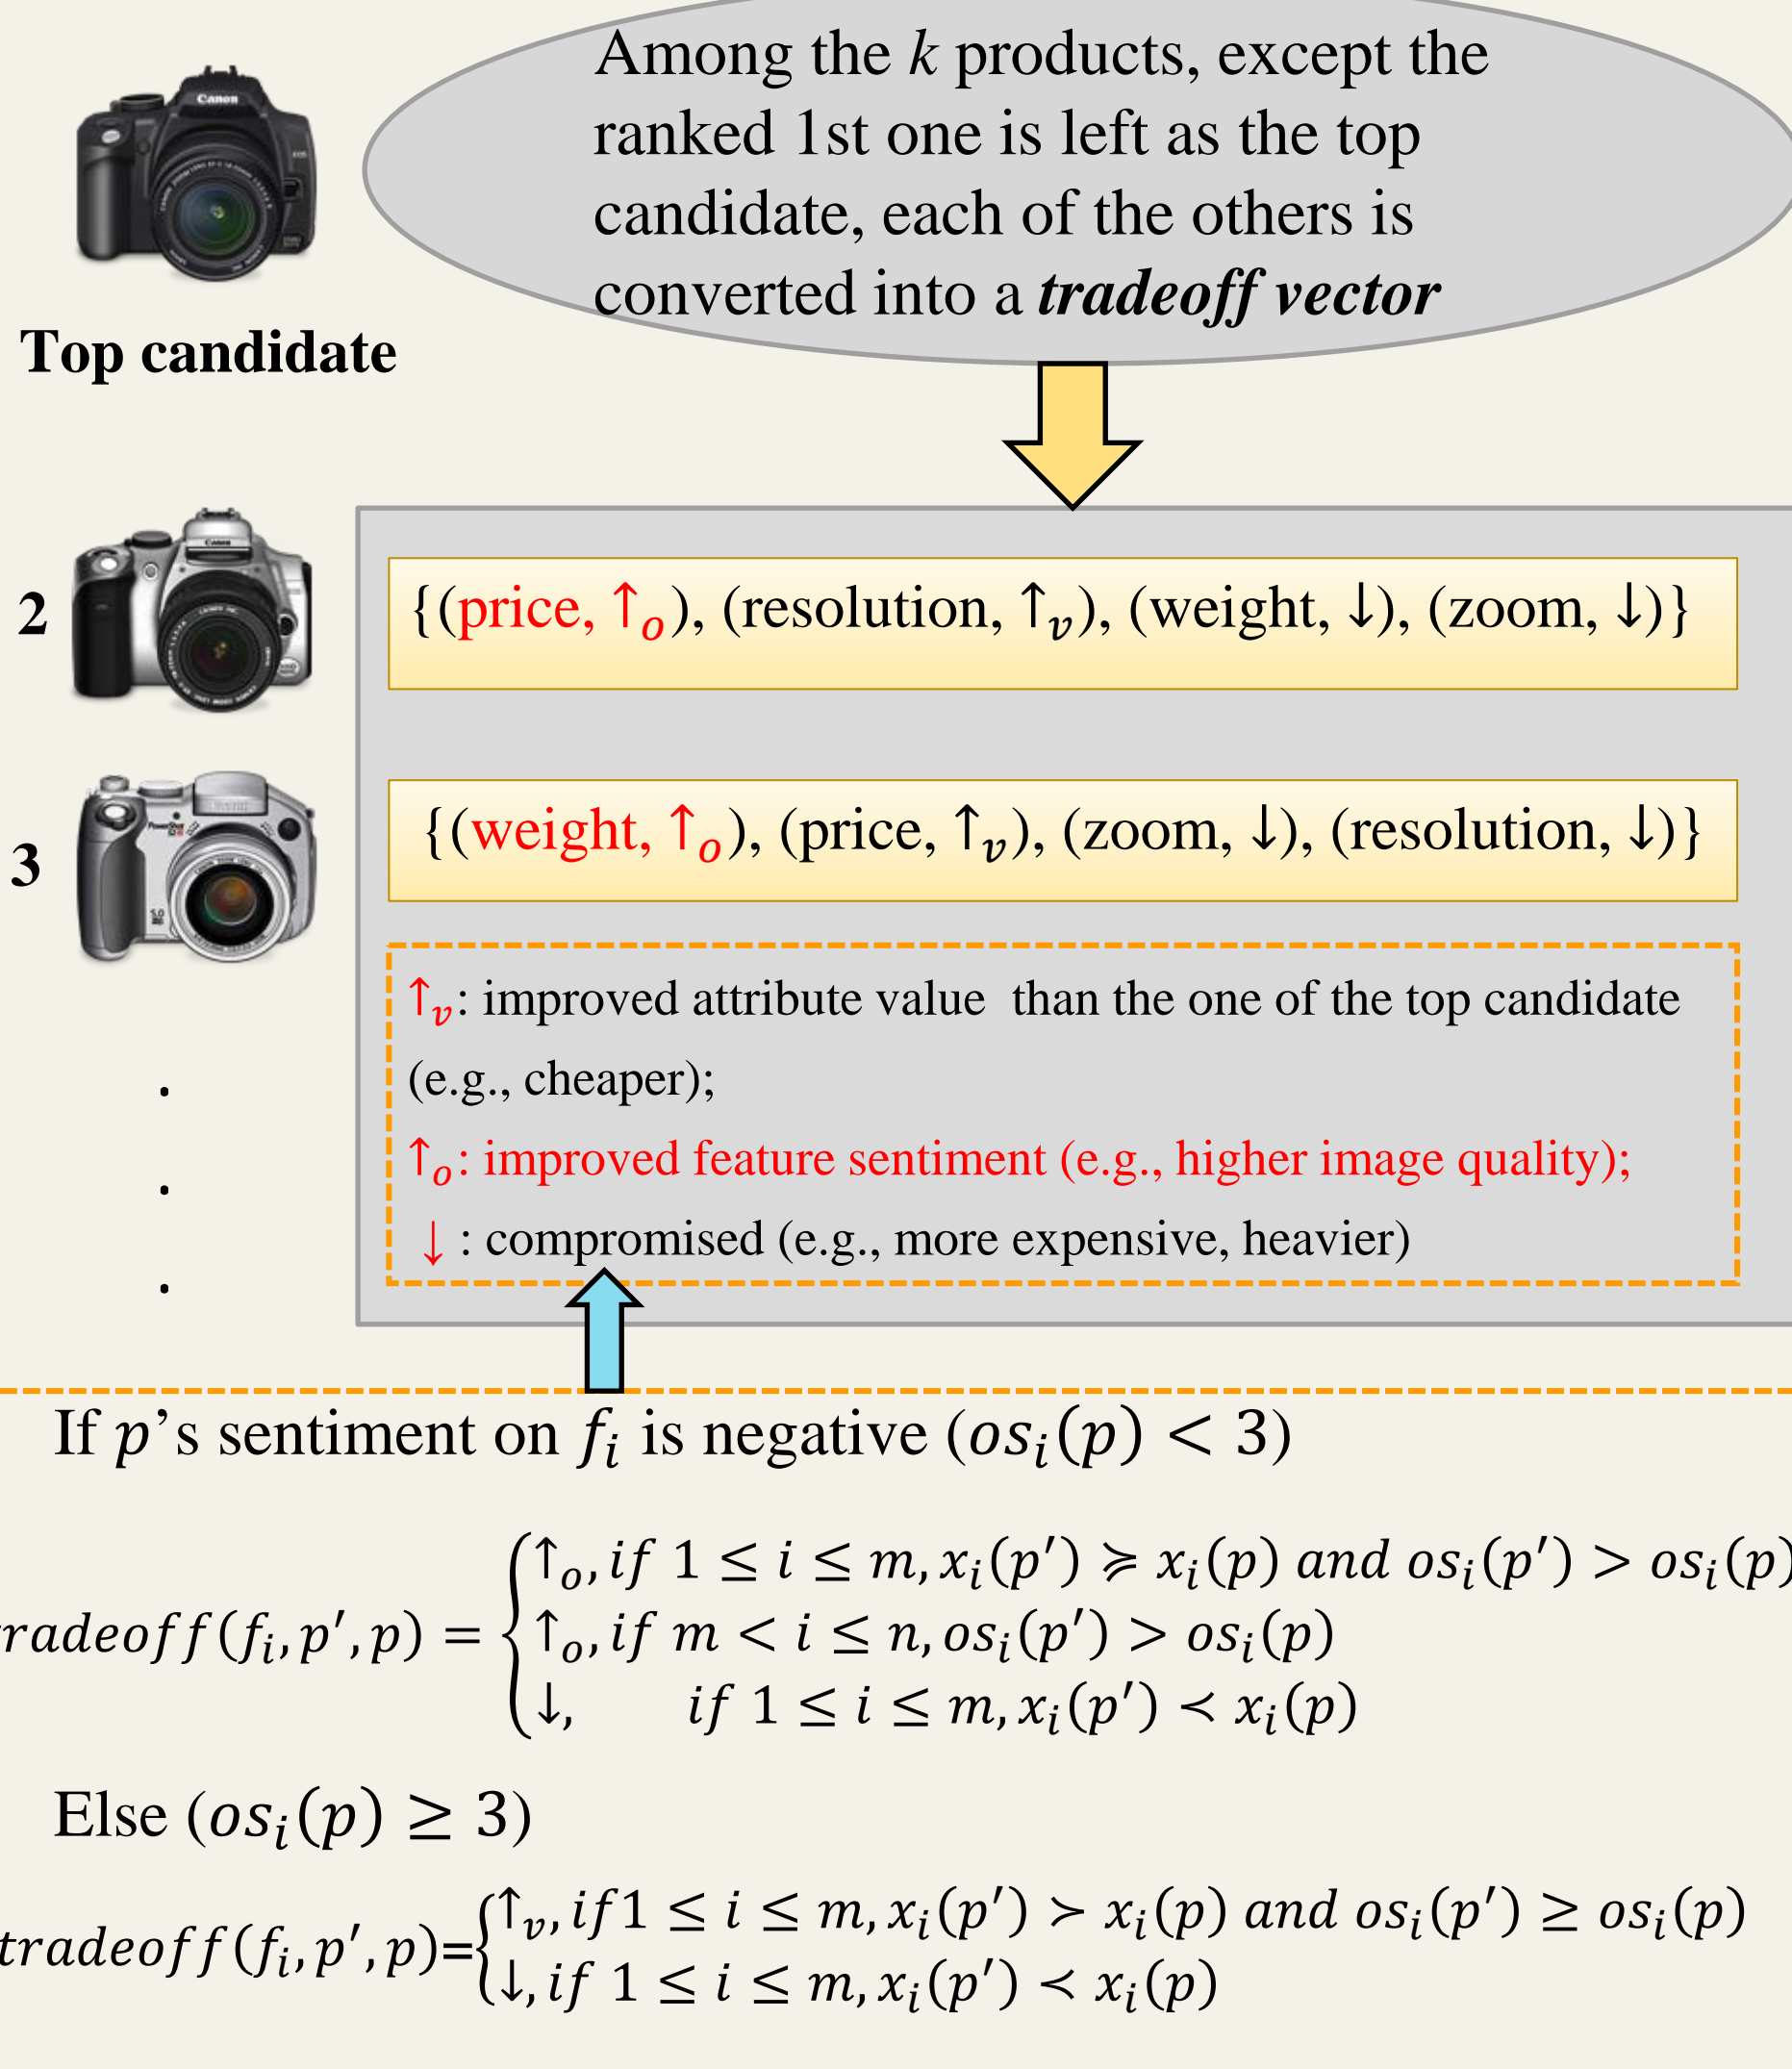 Among the k products, except the
ranked 1st one is left as the top
candidate, each of the others is
converted into a tradeoff vector
Canon
Top candidate
2
{(price, ↑ₒ), (resolution, ↑ᵥ), (weight, ↓), (zoom, ↓)}
3
{(weight, ↑ₒ), (price, ↑ᵥ), (zoom, ↓), (resolution, ↓)}
↑ᵥ: improved attribute value than the one of the top candidate
(e.g., cheaper);
↑ₒ: improved feature sentiment (e.g., higher image quality);
↓ : compromised (e.g., more expensive, heavier)
.
.
.
If p’s sentiment on fᵢ is negative (osᵢ(p) < 3)
↑ₒ, if 1 ≤ i ≤ m, xᵢ(p′) ≽ xᵢ(p) and osᵢ(p′) > osᵢ(p)
radeoff(fᵢ, p′, p) = { ↑ₒ, if m < i ≤ n, osᵢ(p′) > osᵢ(p)
↓, if 1 ≤ i ≤ m, xᵢ(p′) ≺ xᵢ(p)
Else (osᵢ(p) ≥ 3)
tradeoff(fᵢ, p′, p)={ ↑ᵥ, if1 ≤ i ≤ m, xᵢ(p′) ≻ xᵢ(p) and osᵢ(p′) ≥ osᵢ(p)
↓, if 1 ≤ i ≤ m, xᵢ(p′) ≺ xᵢ(p)